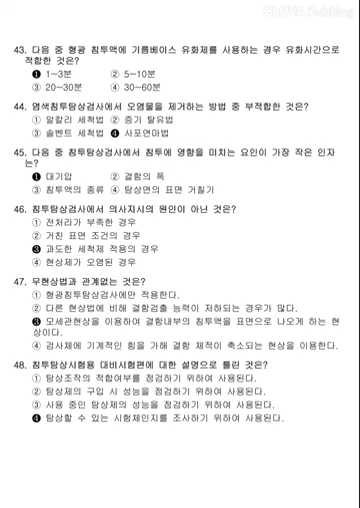 CLOVA Dubbing
43. 다음 중 형광 침투액에 기름베이스 유화제를 사용하는 경우 유화시간으로
적합한 것은?
❶ 1~3분 ② 5~10분
③ 20~30분 ④ 30~60분
44. 염색침투탐상검사에서 오염물을 제거하는 방법 중 부적합한 것은?
① 알칼리 세척법 ② 증기 탈유법
③ 솔벤트 세척법 ❹ 사포연마법
45. 다음 중 침투탐상검사에서 침투에 영향을 미치는 요인이 가장 작은 인자
는?
❶ 대기압 ② 결함의 폭
③ 침투액의 종류 ④ 탐상면의 표면 거칠기
46. 침투탐상검사에서 의사지시의 원인이 아닌 것은?
① 전처리가 부족한 경우
② 거친 표면 조건의 경우
❸ 과도한 세척제 적용의 경우
④ 현상제가 오염된 경우
47. 무현상법과 관계없는 것은?
① 형광침투탐상검사에만 적용한다.
② 다른 현상법에 비해 결함검출 능력이 저하되는 경우가 많다.
❸ 모세관현상을 이용하여 결함내부의 침투액을 표면으로 나오게 하는 현
상이다.
④ 검사체에 기계적인 힘을 가해 결함 체적이 축소되는 현상을 이용한다.
48. 침투탐상시험용 대비시험편에 대한 설명으로 틀린 것은?
① 탐상조작의 적합여부를 점검하기 위하여 사용된다.
② 탐상제의 구입 시 성능을 점검하기 위하여 사용된다.
③ 사용 중인 탐상제의 성능을 점검하기 위하여 사용된다.
❹ 탐상할 수 있는 시험체인지를 조사하기 위하여 사용된다.